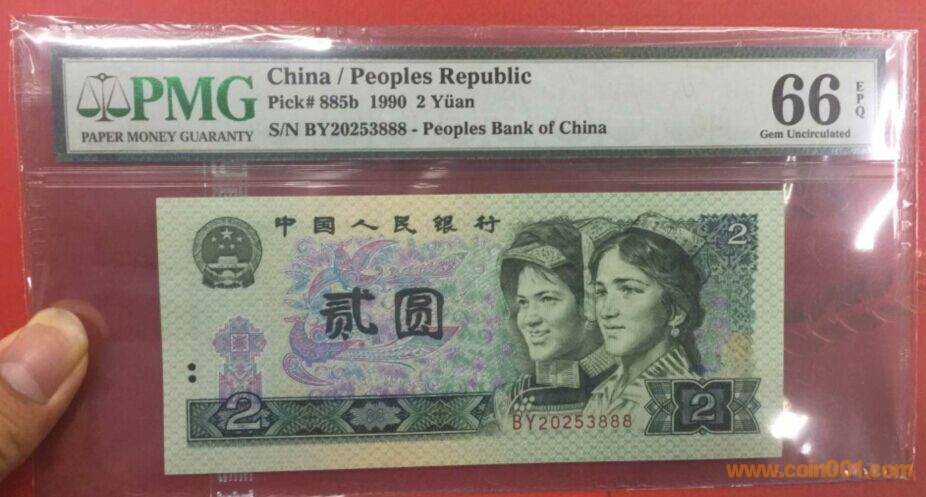 PMG
PAPER MONEY GUARANTY
China / Peoples Republic
Pick# 885b 1990 2 Yüan
S/N BY20253888 - Peoples Bank of China
66 EPQ
Gem Uncirculated
中国人民银行
2
贰圆
2
BY20253888
2
www.coin001.com